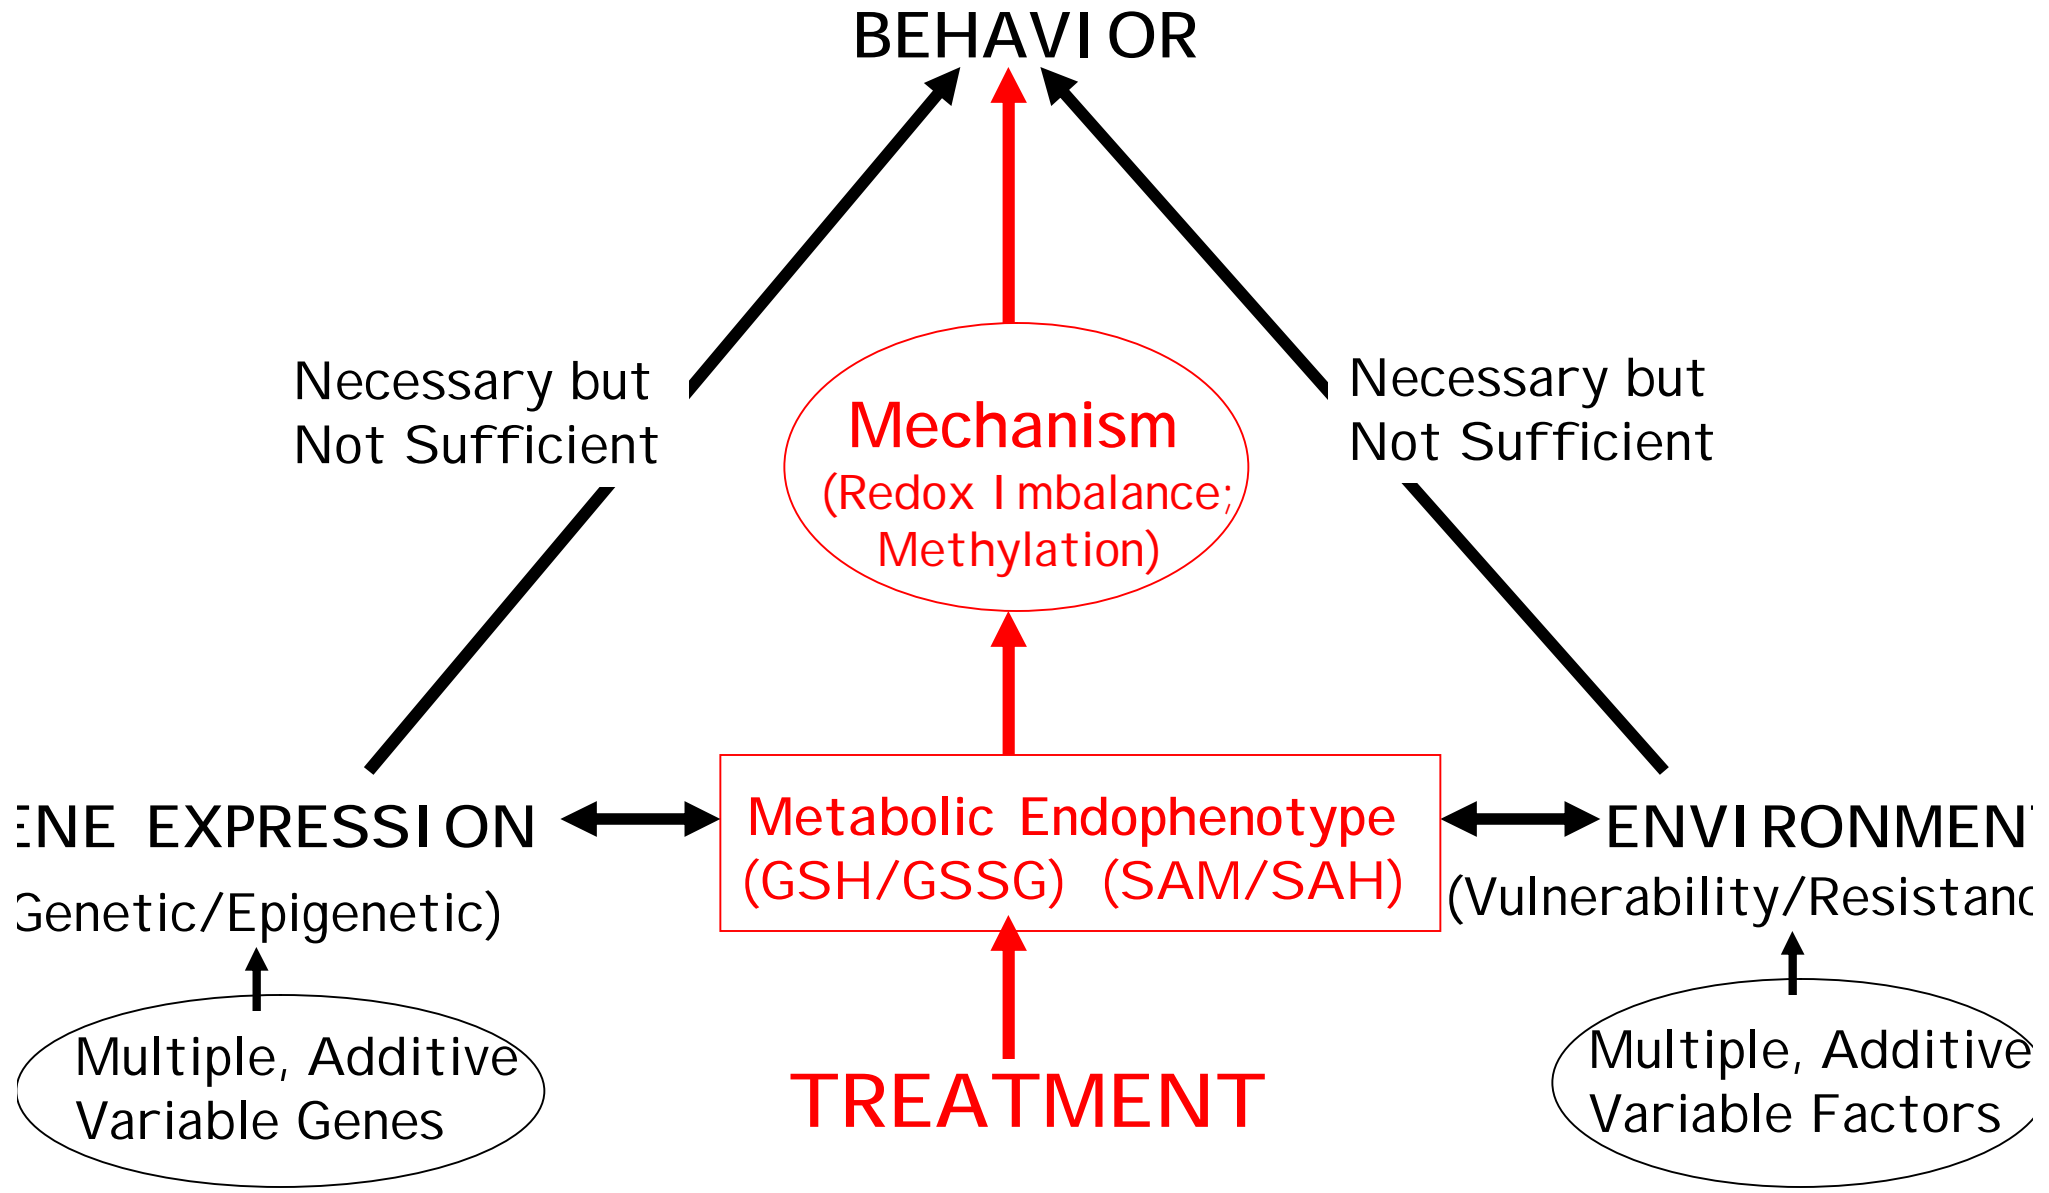 BEHAVIOR
Necessary but
Not Sufficient
Necessary but
Not Sufficient
Mechanism
(Redox Imbalance;
Methylation)
ENE EXPRESSION
Genetic/Epigenetic)
Metabolic Endophenotype
(GSH/GSSG) (SAM/SAH)
ENVIRONMENT
(Vulnerability/Resistanc
Multiple, Additive
Variable Genes
TREATMENT
Multiple, Additive
Variable Factors